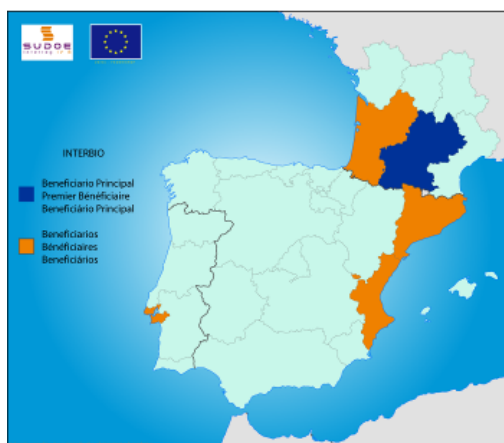 SUDOE
INTERBIO
Beneficiario Principal
Premier Bénéficiaire
Beneficiário Principal
Beneficiarios
Bénéficiaires
Beneficiários